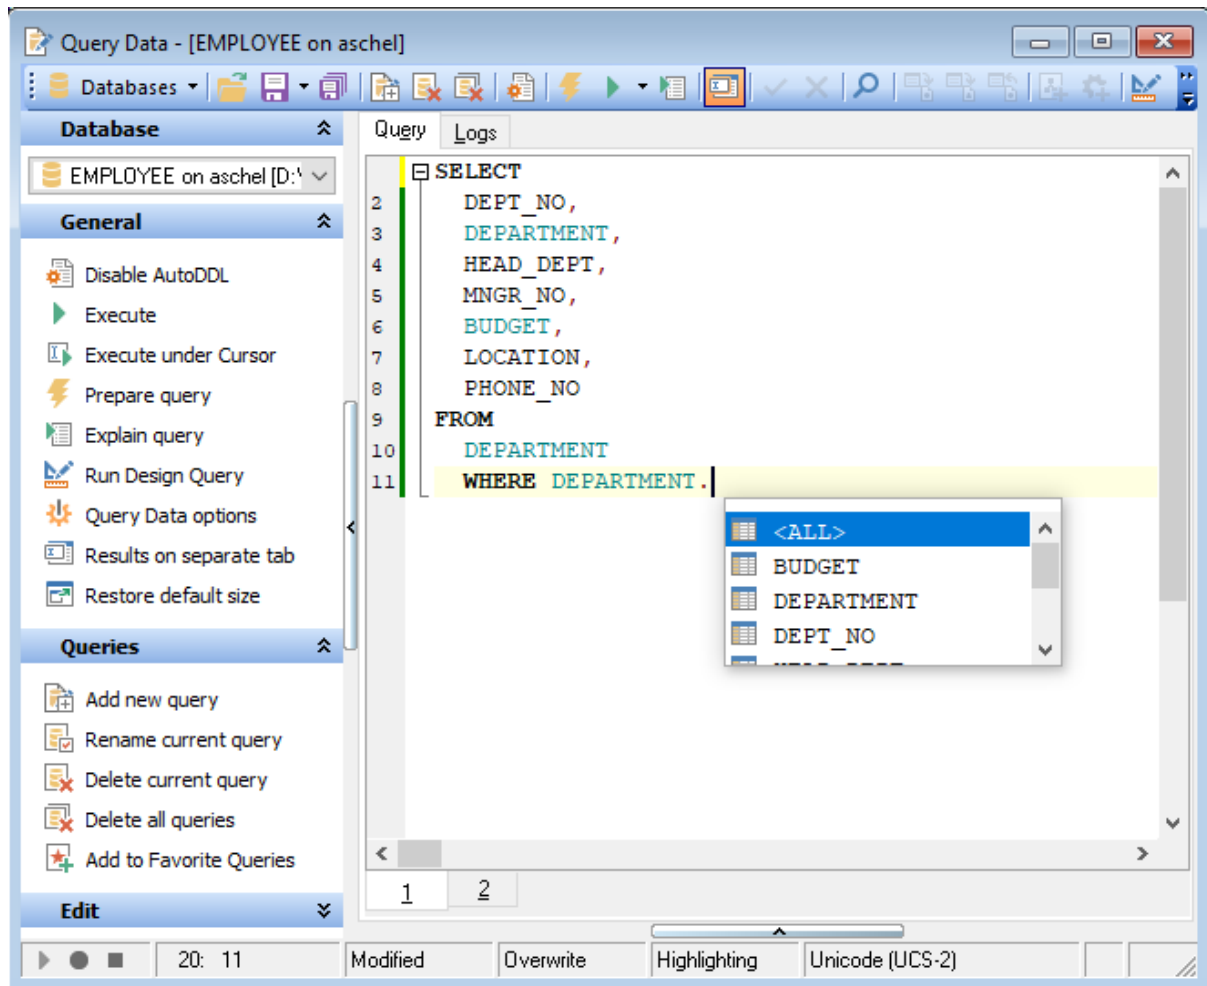 Query Data - [EMPLOYEE on aschel]
Databases
Database
EMPLOYEE on aschel [D:\
General
Disable AutoDDL
Execute
Execute under Cursor
Prepare query
Explain query
Run Design Query
Query Data options
Results on separate tab
Restore default size
Queries
Add new query
Rename current query
Delete current query
Delete all queries
Add to Favorite Queries
Edit
Query Logs
SELECT
2 DEPT_NO,
3 DEPARTMENT,
4 HEAD_DEPT,
5 MNGR_NO,
6 BUDGET,
7 LOCATION,
8 PHONE_NO
9 FROM
10 DEPARTMENT
11 WHERE DEPARTMENT.
<ALL>
BUDGET
DEPARTMENT
DEPT_NO
1 2
20: 11 Modified Overwrite Highlighting Unicode (UCS-2)